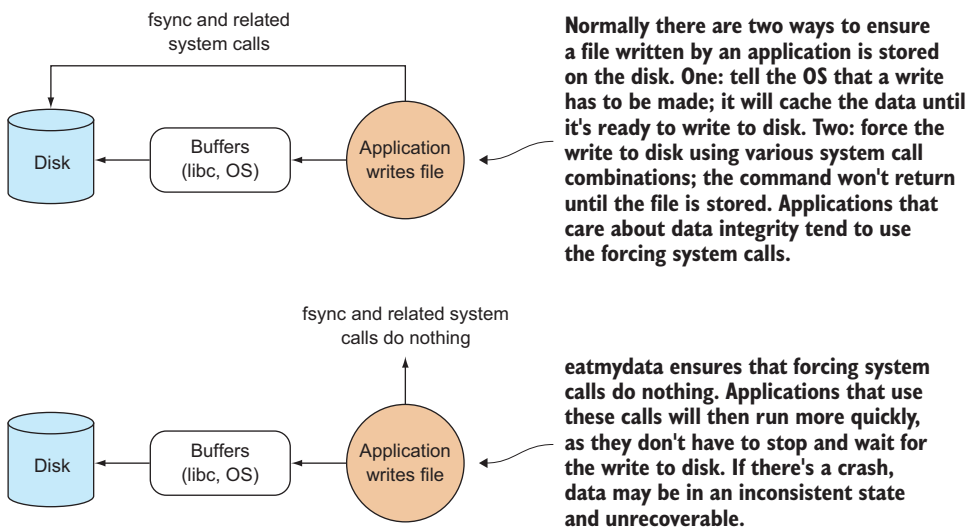 fsync and related
system calls
Disk
Buffers
(libc, OS)
Application
writes file
Normally there are two ways to ensure
a file written by an application is stored
on the disk. One: tell the OS that a write
has to be made; it will cache the data until
it's ready to write to disk. Two: force the
write to disk using various system call
combinations; the command won't return
until the file is stored. Applications that
care about data integrity tend to use
the forcing system calls.
fsync and related system
calls do nothing
Disk
Buffers
(libc, OS)
Application
writes file
eatmydata ensures that forcing system
calls do nothing. Applications that use
these calls will then run more quickly,
as they don't have to stop and wait for
the write to disk. If there's a crash,
data may be in an inconsistent state
and unrecoverable.